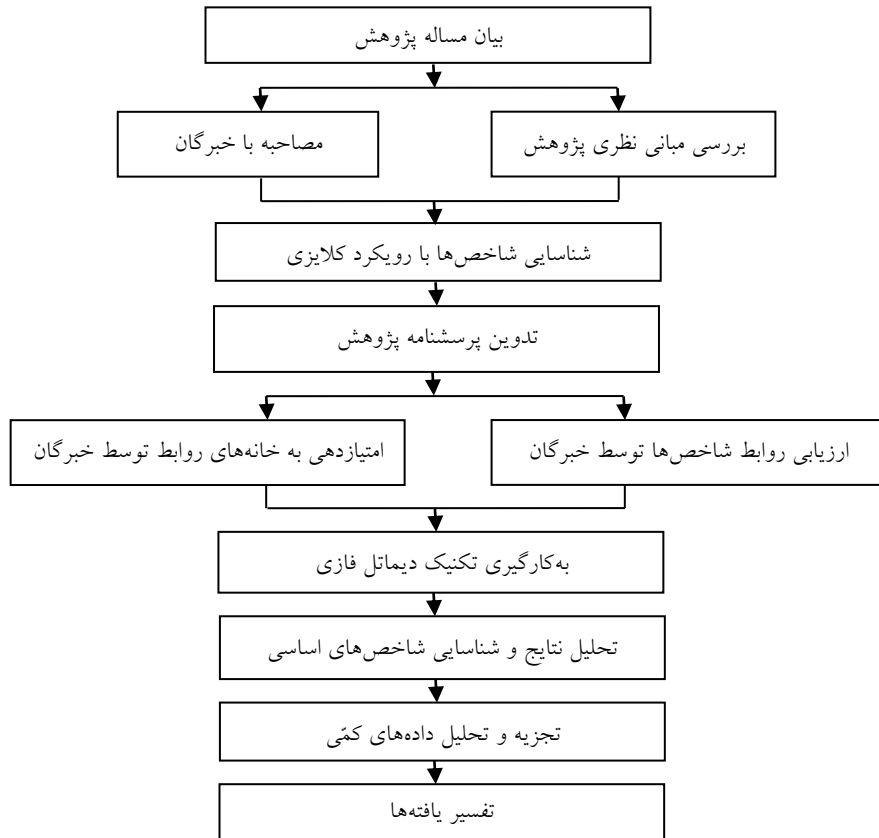 بیان مساله پژوهش
بررسی مبانی نظری پژوهش
مصاحبه با خبرگان
شناسایی شاخص‌ها با رویکرد کلایزی
تدوین پرسشنامه پژوهش
ارزیابی روابط شاخص‌ها توسط خبرگان
امتیازدهی به خانه‌های روابط توسط خبرگان
به‌کارگیری تکنیک دیماتل فازی
تحلیل نتایج و شناسایی شاخص‌های اساسی
تجزیه و تحلیل داده‌های کمّی
تفسیر یافته‌ها